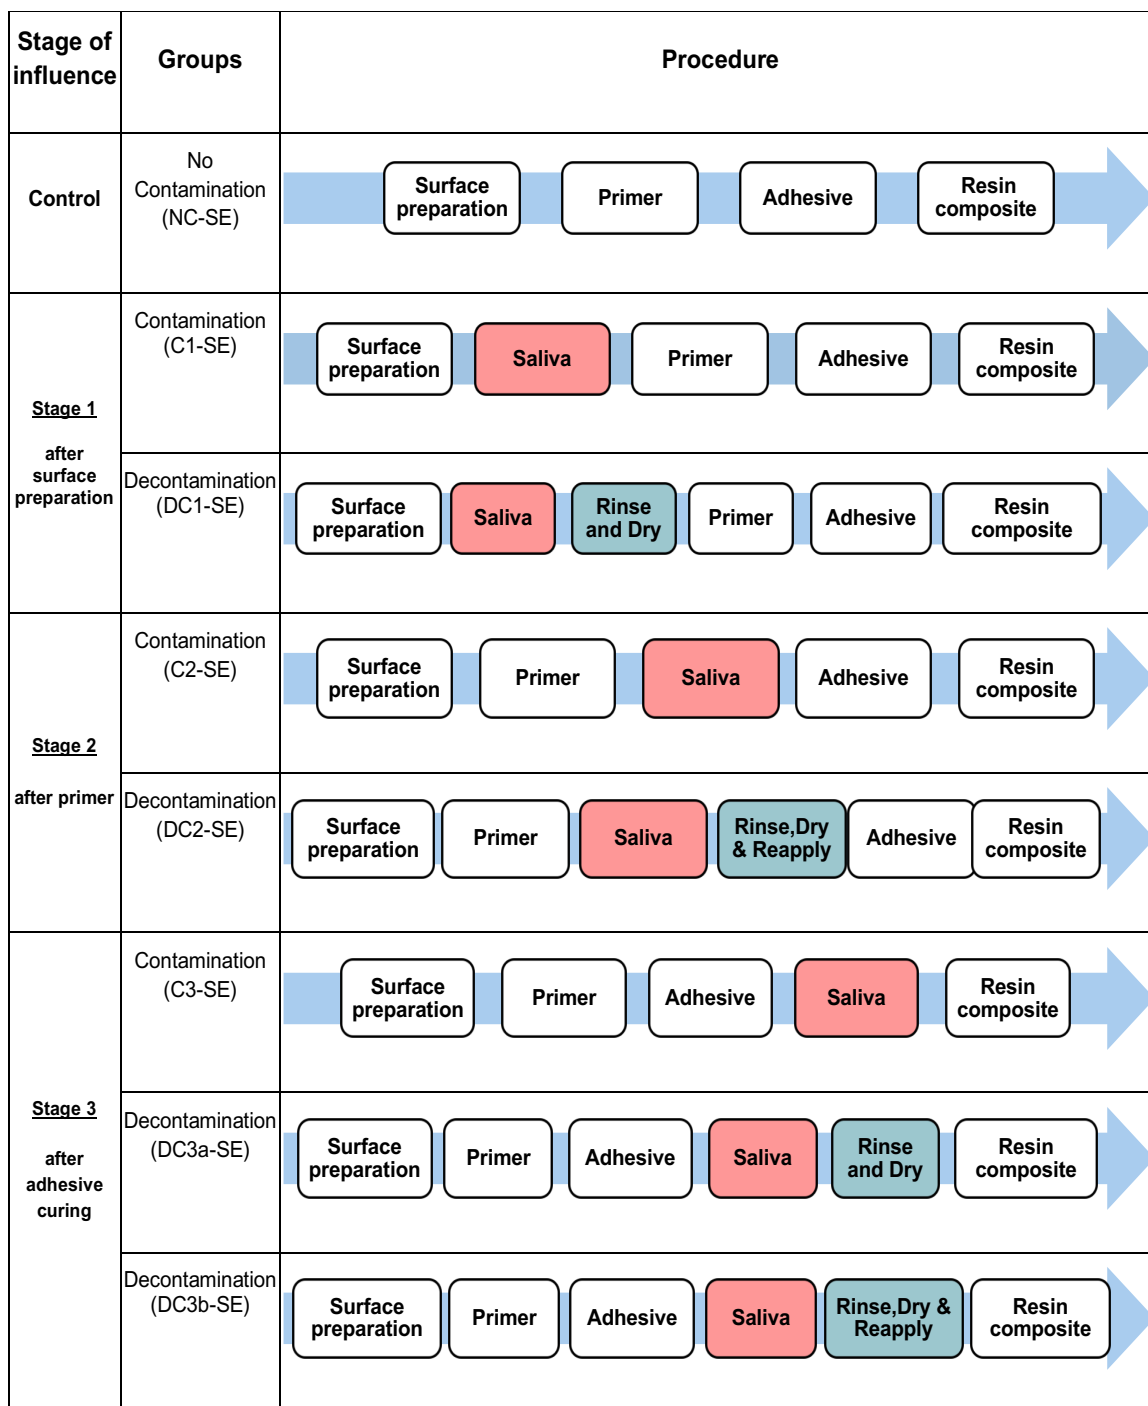 Stage of
influence
Groups
Procedure
Control
No
Contamination
(NC-SE)
Surface
preparation
Primer
Adhesive
Resin
composite
Stage 1
after
surface
preparation
Contamination
(C1-SE)
Surface
preparation
Saliva
Primer
Adhesive
Resin
composite
Decontamination
(DC1-SE)
Surface
preparation
Saliva
Rinse
and Dry
Primer
Adhesive
Resin
composite
Stage 2
after primer
Contamination
(C2-SE)
Surface
preparation
Primer
Saliva
Adhesive
Resin
composite
Decontamination
(DC2-SE)
Surface
preparation
Primer
Saliva
Rinse,Dry
& Reapply
Adhesive
Resin
composite
Stage 3
after
adhesive
curing
Contamination
(C3-SE)
Surface
preparation
Primer
Adhesive
Saliva
Resin
composite
Decontamination
(DC3a-SE)
Surface
preparation
Primer
Adhesive
Saliva
Rinse
and Dry
Resin
composite
Decontamination
(DC3b-SE)
Surface
preparation
Primer
Adhesive
Saliva
Rinse,Dry &
Reapply
Resin
composite